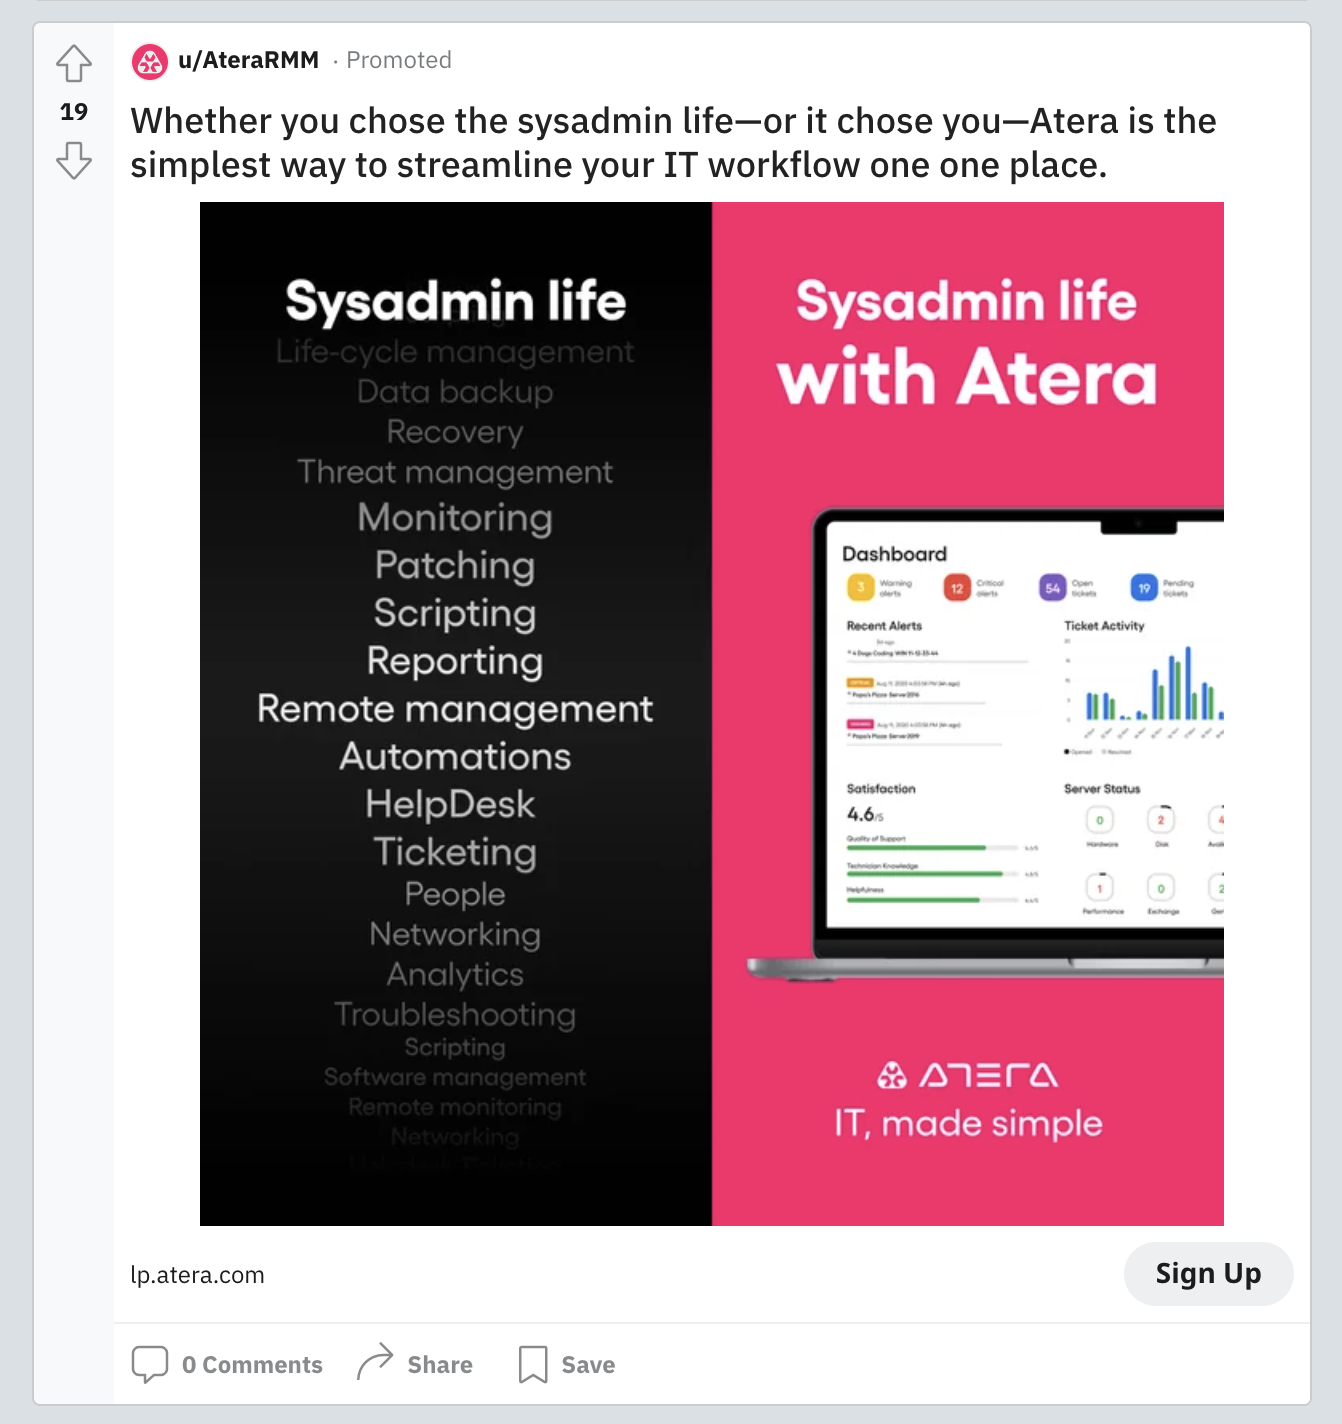 u/AteraRMM · Promoted
19
Whether you chose the sysadmin life—or it chose you—Atera is the
simplest way to streamline your IT workflow one one place.
Sysadmin life
Life-cycle management
Data backup
Recovery
Threat management
Monitoring
Patching
Scripting
Reporting
Remote management
Automations
HelpDesk
Ticketing
People
Networking
Analytics
Troubleshooting
Scripting
Software management
Remote monitoring
Networking
Sysadmin life
with Atera
Dashboard
3 Warning alerts
12 Critical alerts
54 Open tickets
19 Pending tickets
Recent Alerts
Ticket Activity
Satisfaction
4.6/5
Quality of Support
Technician Knowledge
Helpfulness
Server Status
0
2
4
Hardware
Disk
1
0
2
Performance
Exchange
ATERA
IT, made simple
lp.atera.com
Sign Up
0 Comments
Share
Save